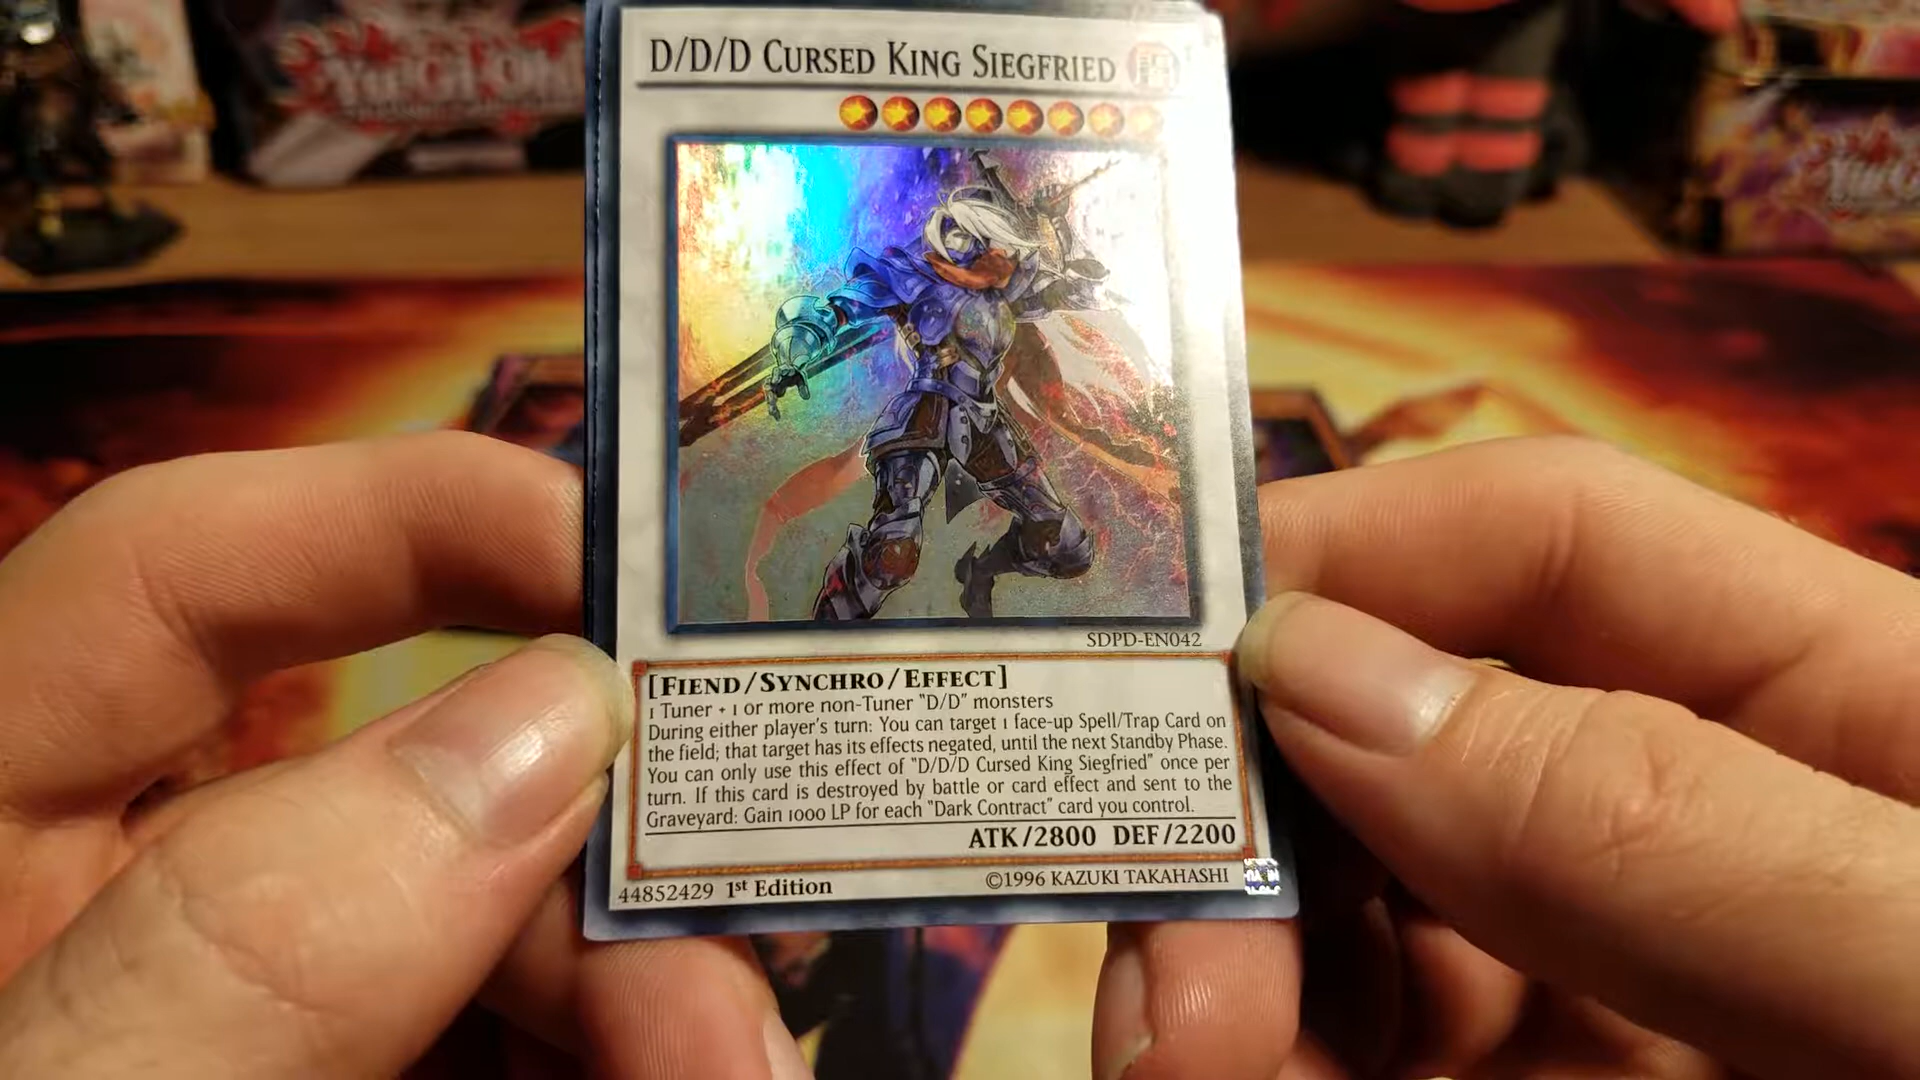 D/D/D CURSED KING SIEGFRIED
SDPD-EN042
[FIEND/SYNCHRO/EFFECT]
1 Tuner + 1 or more non-Tuner "D/D" monsters
During either player's turn: You can target 1 face-up Spell/Trap Card on
the field; that target has its effects negated, until the next Standby Phase.
You can only use this effect of "D/D/D Cursed King Siegfried" once per
turn. If this card is destroyed by battle or card effect and sent to the
Graveyard: Gain 1000 LP for each "Dark Contract" card you control.
ATK/2800 DEF/2200
44852429 1st Edition ©1996 KAZUKI TAKAHASHI